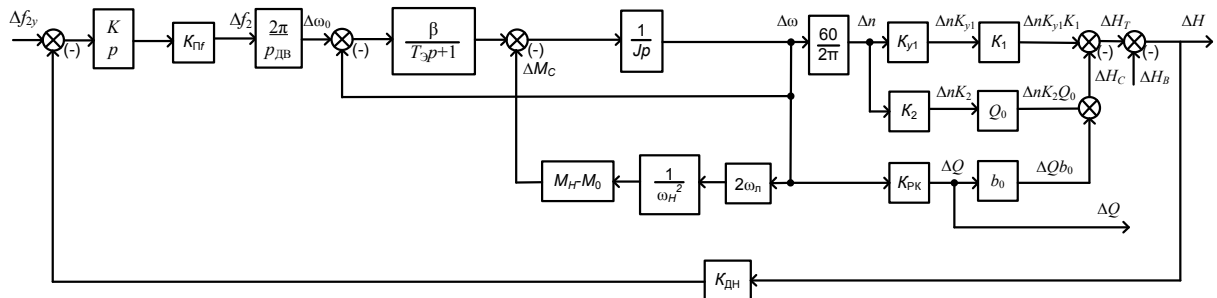 Δf₂y
(-)
K
p
KПf
Δf₂
2π
pДВ
Δω₀
(-)
β
TЭp+1
(-)
ΔMC
1
Jp
Δω
60
2π
Δn
Ky1
ΔnKy1
K1
ΔnKy1K1
ΔHT
(-)
(-)
ΔH
ΔHC
ΔHB
K2
ΔnK2
Q0
ΔnK2Q0
MH-M0
1
ωH²
2ωл
KРК
ΔQ
b0
ΔQb0
ΔQ
KДН